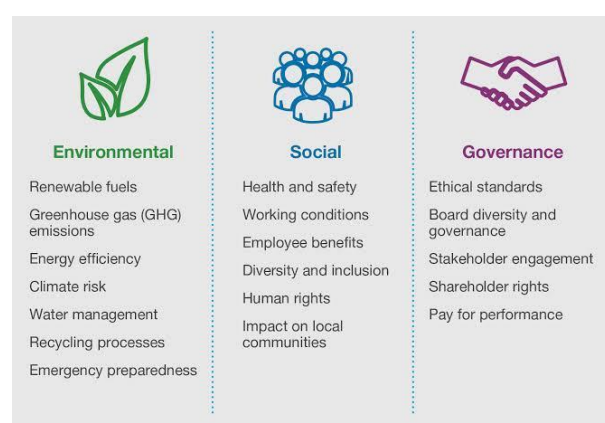 Environmental
Renewable fuels
Greenhouse gas (GHG)
emissions
Energy efficiency
Climate risk
Water management
Recycling processes
Emergency preparedness
Social
Health and safety
Working conditions
Employee benefits
Diversity and inclusion
Human rights
Impact on local
communities
Governance
Ethical standards
Board diversity and
governance
Stakeholder engagement
Shareholder rights
Pay for performance